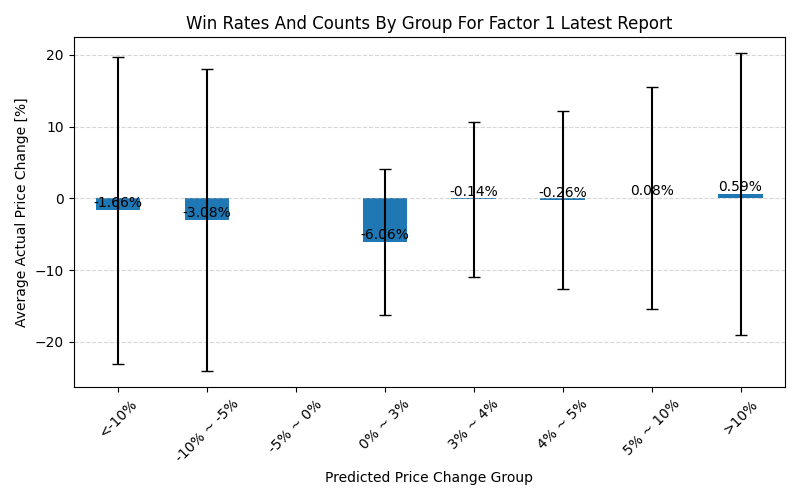 Win Rates And Counts By Group For Factor 1 Latest Report
Average Actual Price Change [%]
20
10
0
−10
−20
-1.66%
-3.08%
-6.06%
-0.14%
-0.26%
0.08%
0.59%
<-10%
-10% ~ -5%
-5% ~ 0%
0% ~ 3%
3% ~ 4%
4% ~ 5%
5% ~ 10%
>10%
Predicted Price Change Group